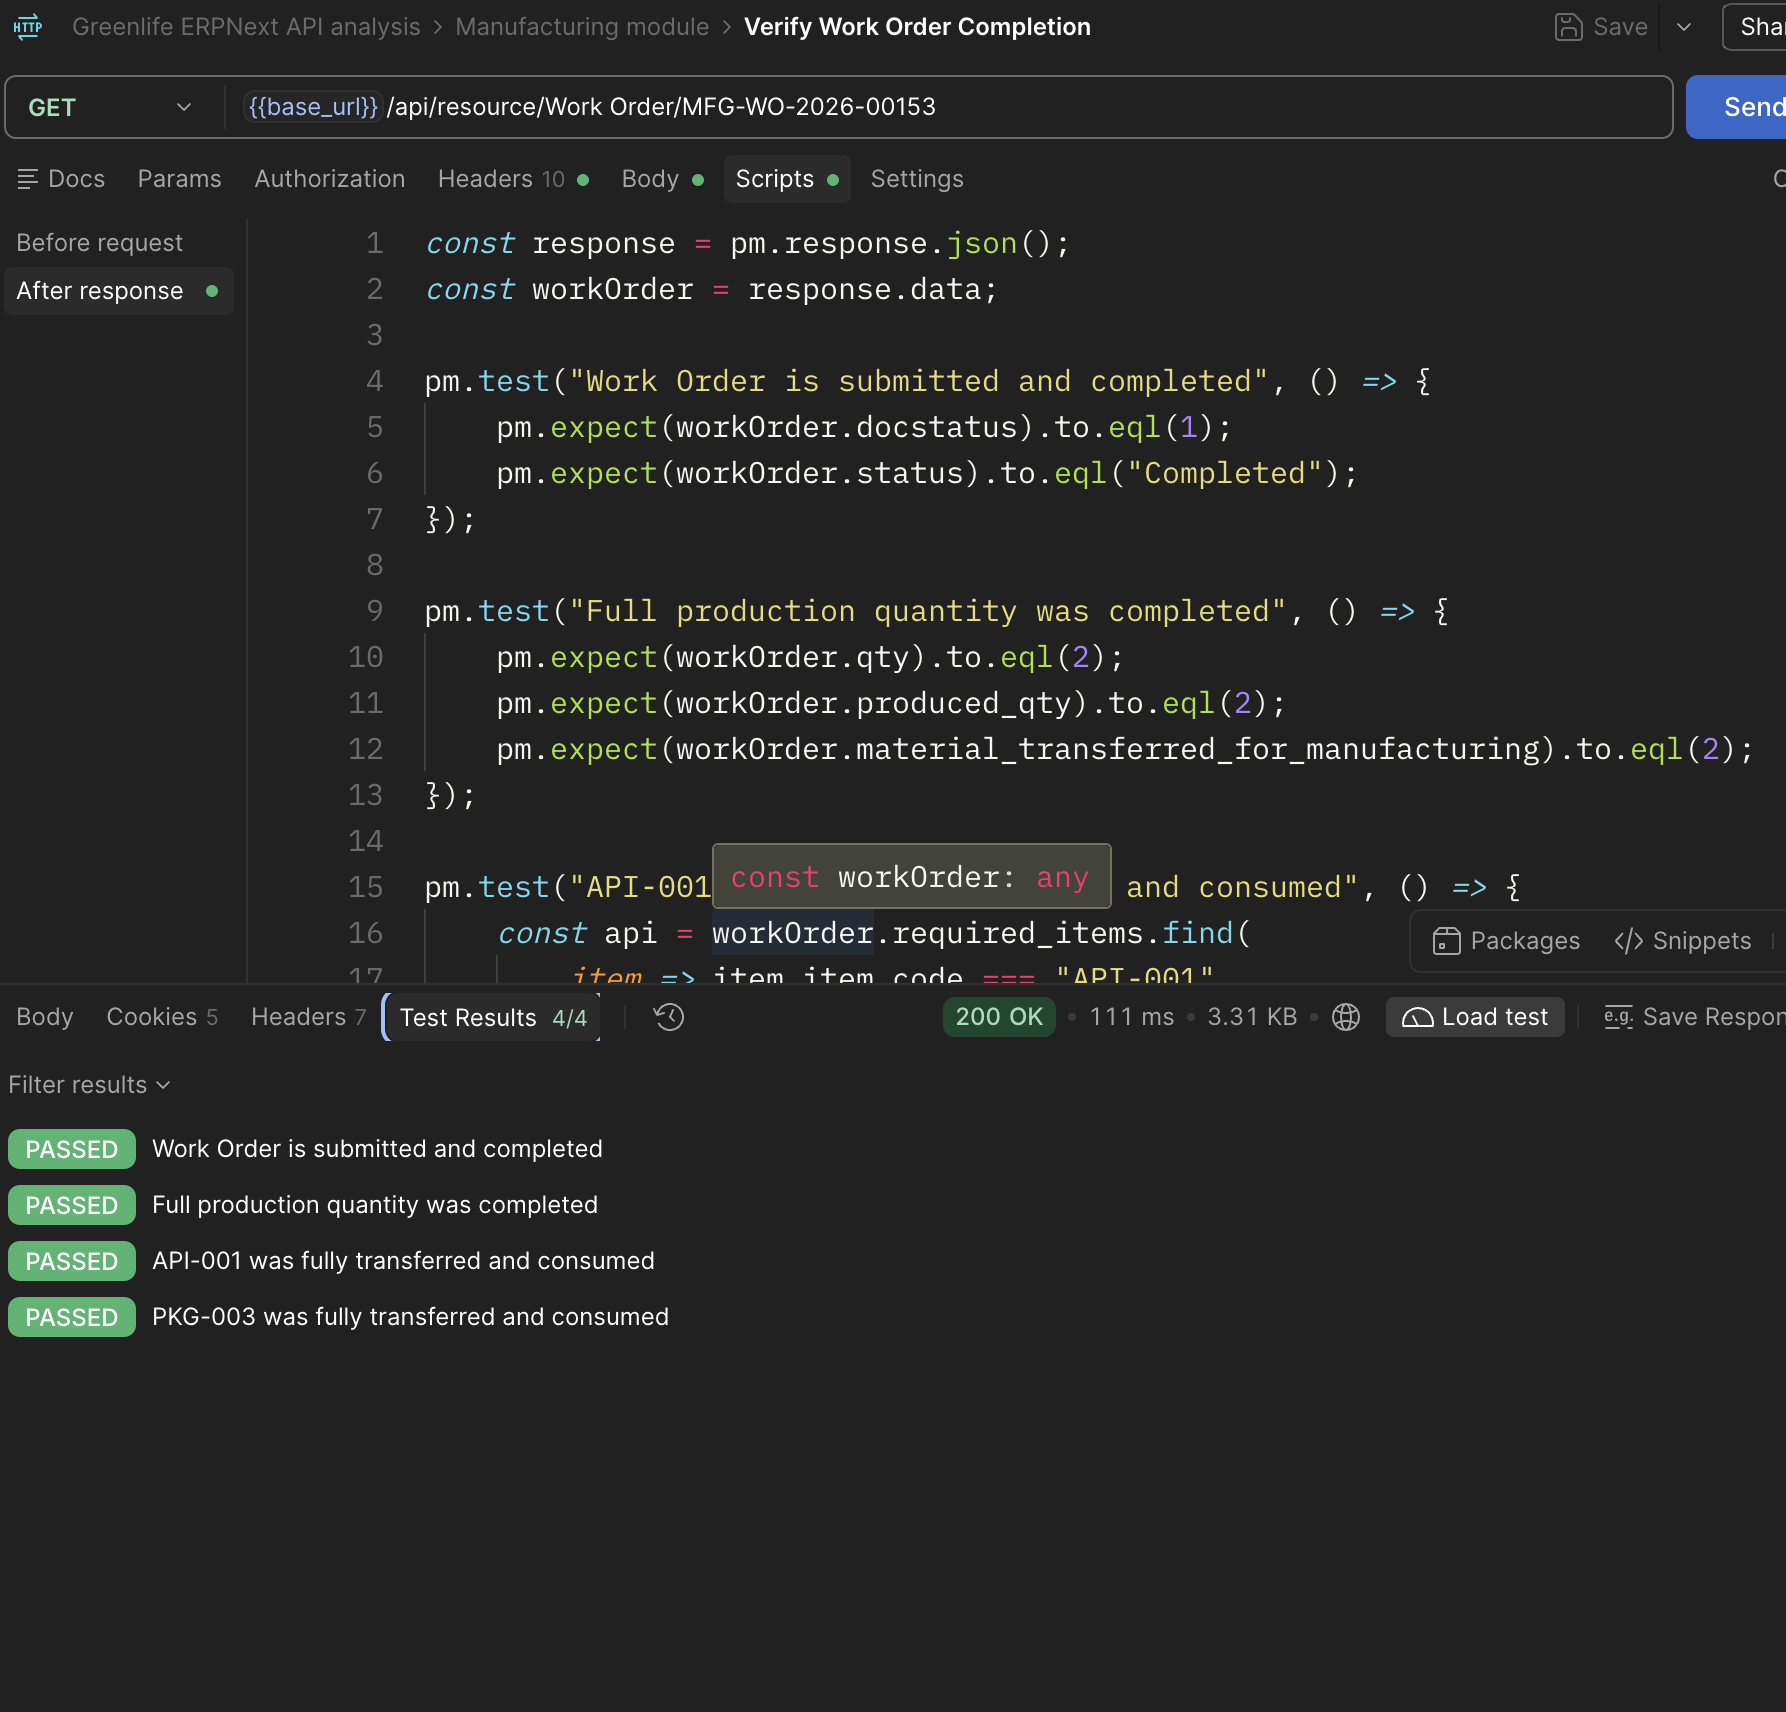 HTTP Greenlife ERPNext API analysis > Manufacturing module > Verify Work Order Completion Save
GET {{base_url}}/api/resource/Work Order/MFG-WO-2026-00153 Send
Docs Params Authorization Headers 10 Body Scripts Settings
Before request
After response
1 const response = pm.response.json();
2 const workOrder = response.data;
3
4 pm.test("Work Order is submitted and completed", () => {
5 pm.expect(workOrder.docstatus).to.eql(1);
6 pm.expect(workOrder.status).to.eql("Completed");
7 });
8
9 pm.test("Full production quantity was completed", () => {
10 pm.expect(workOrder.qty).to.eql(2);
11 pm.expect(workOrder.produced_qty).to.eql(2);
12 pm.expect(workOrder.material_transferred_for_manufacturing).to.eql(2);
13 });
14
const workOrder: any
15 pm.test("API-001 and consumed", () => {
16 const api = workOrder.required_items.find(
17 item => item.item_code === "API-001"
Packages </> Snippets
Body Cookies 5 Headers 7 Test Results 4/4 200 OK • 111 ms • 3.31 KB • Load test e.g. Save Respon
Filter results
PASSED Work Order is submitted and completed
PASSED Full production quantity was completed
PASSED API-001 was fully transferred and consumed
PASSED PKG-003 was fully transferred and consumed